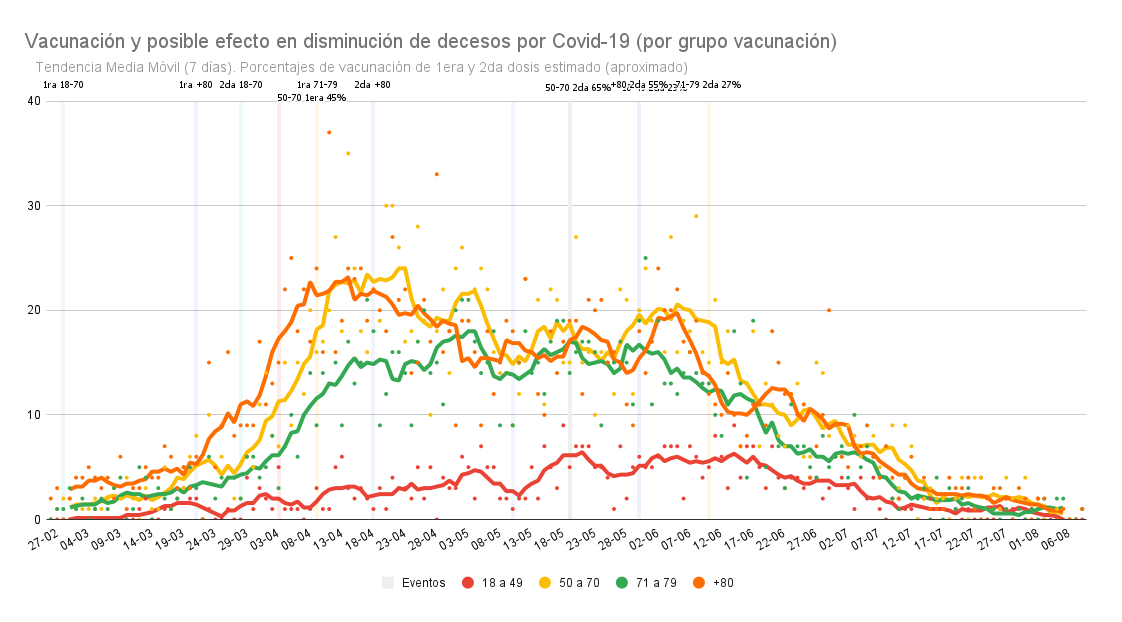 Vacunación y posible efecto en disminución de decesos por Covid-19 (por grupo vacunación)
Tendencia Media Móvil (7 días). Porcentajes de vacunación de 1era y 2da dosis estimado (aproximado)
1ra 18-70 1ra +80 2da 18-70 1ra 71-79 2da +80 50-70 2da 65% +80 2da 55% 71-79 2da 27%
50-70 1era 45%
40
30
20
10
0
27-02 04-03 09-03 14-03 19-03 24-03 29-03 03-04 08-04 13-04 18-04 23-04 28-04 03-05 08-05 13-05 18-05 23-05 28-05 02-06 07-06 12-06 17-06 22-06 27-06 02-07 07-07 12-07 17-07 22-07 27-07 01-08 06-08
Eventos 18 a 49 50 a 70 71 a 79 +80